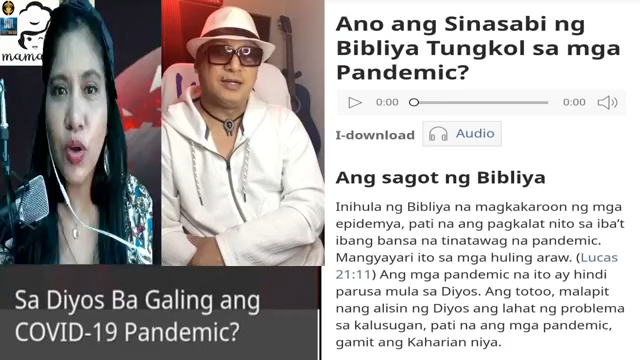 mama
Sa Diyos Ba Galing ang
COVID-19 Pandemic?
Ano ang Sinasabi ng
Bibliya Tungkol sa mga
Pandemic?
0:00
0:00
I-download
Audio
Ang sagot ng Bibliya
Inihula ng Bibliya na magkakaroon ng mga
epidemya, pati na ang pagkalat nito sa iba't
ibang bansa na tinatawag na pandemic.
Mangyayari ito sa mga huling araw. (Lucas
21:11) Ang mga pandemic na ito ay hindi
parusa mula sa Diyos. Ang totoo, malapit
nang alisin ng Diyos ang lahat ng problema
sa kalusugan, pati na ang mga pandemic,
gamit ang Kaharian niya.